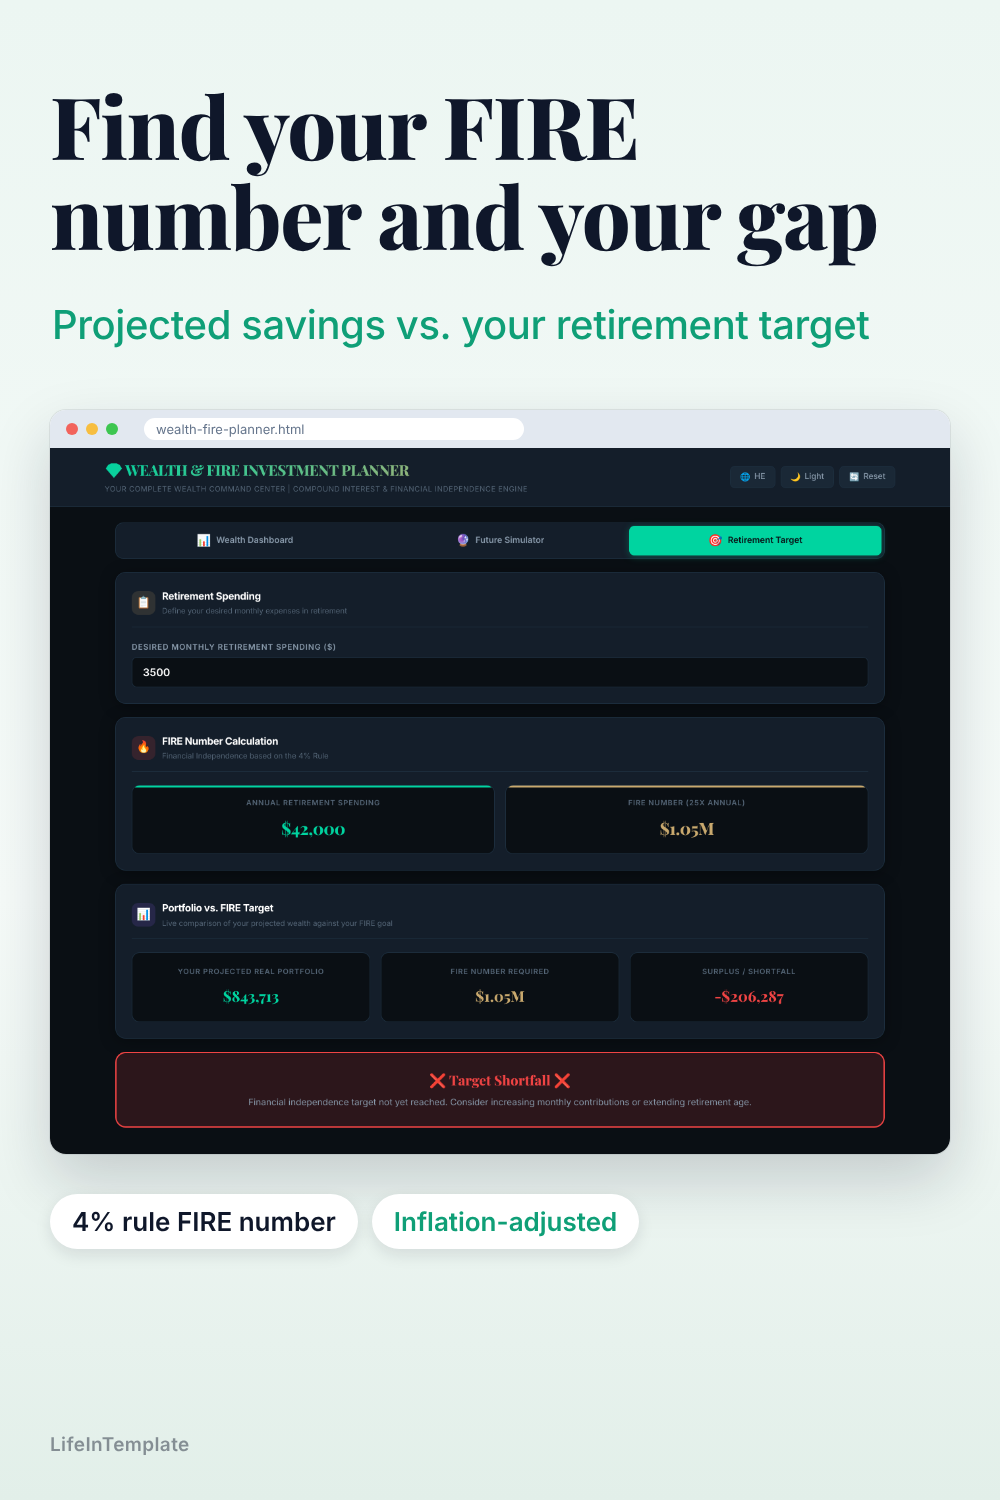 Find your FIRE
number and your gap
Projected savings vs. your retirement target
wealth-fire-planner.html
WEALTH & FIRE INVESTMENT PLANNER
YOUR COMPLETE WEALTH COMMAND CENTER | COMPOUND INTEREST & FINANCIAL INDEPENDENCE ENGINE
HE
Light
Reset
Wealth Dashboard
Future Simulator
Retirement Target
Retirement Spending
Define your desired monthly expenses in retirement
DESIRED MONTHLY RETIREMENT SPENDING ($)
3500
FIRE Number Calculation
Financial Independence based on the 4% Rule
ANNUAL RETIREMENT SPENDING
$42,000
FIRE NUMBER (25X ANNUAL)
$1.05M
Portfolio vs. FIRE Target
Live comparison of your projected wealth against your FIRE goal
YOUR PROJECTED REAL PORTFOLIO
$843,713
FIRE NUMBER REQUIRED
$1.05M
SURPLUS / SHORTFALL
-$206,287
❌ Target Shortfall ❌
Financial independence target not yet reached. Consider increasing monthly contributions or extending retirement age.
4% rule FIRE number
Inflation-adjusted
LifeInTemplate